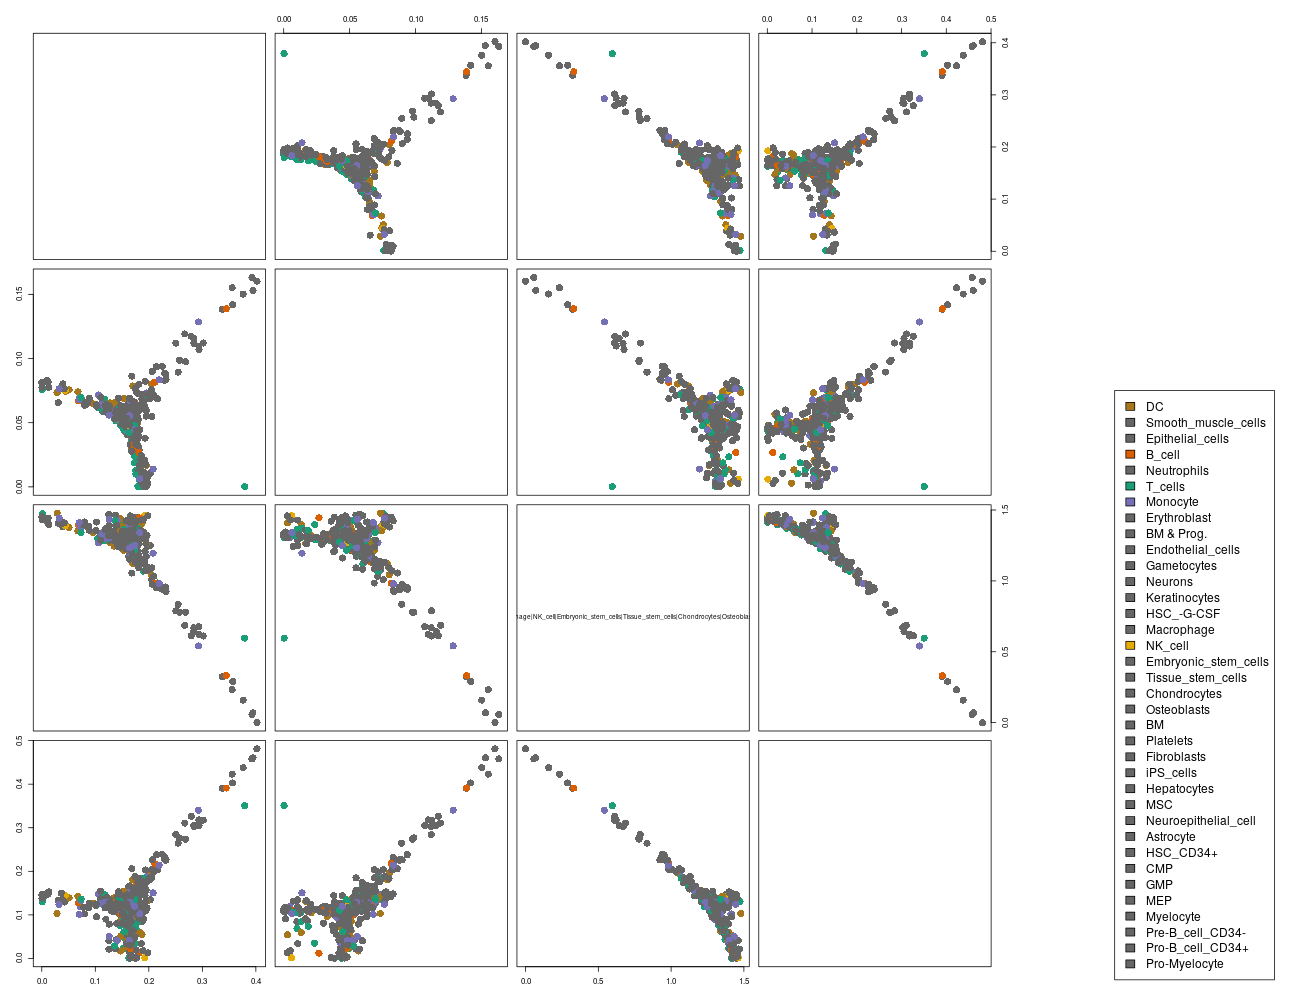 0.00 0.05 0.10 0.15
0.0 0.1 0.2 0.3 0.4 0.5
0.4
0.3
0.2
0.1
0.0
0.15
0.10
0.05
0.00
NK_cell|Embryonic_stem_cells|Tissue_stem_cells|Chondrocytes|
1.5
1.0
0.5
0.0
0.5
0.4
0.3
0.2
0.1
0.0
0.0 0.1 0.2 0.3 0.4
0.0 0.5 1.0 1.5
DC
Smooth_muscle_cells
Epithelial_cells
B_cell
Neutrophils
T_cells
Monocyte
Erythroblast
BM & Prog.
Endothelial_cells
Gametocytes
Neurons
Keratinocytes
HSC_-G-CSF
Macrophage
NK_cell
Embryonic_stem_cells
Tissue_stem_cells
Chondrocytes
Osteoblasts
BM
Platelets
Fibroblasts
iPS_cells
Hepatocytes
MSC
Neuroepithelial_cell
Astrocyte
HSC_CD34+
CMP
GMP
MEP
Myelocyte
Pre-B_cell_CD34-
Pro-B_cell_CD34+
Pro-Myelocyte